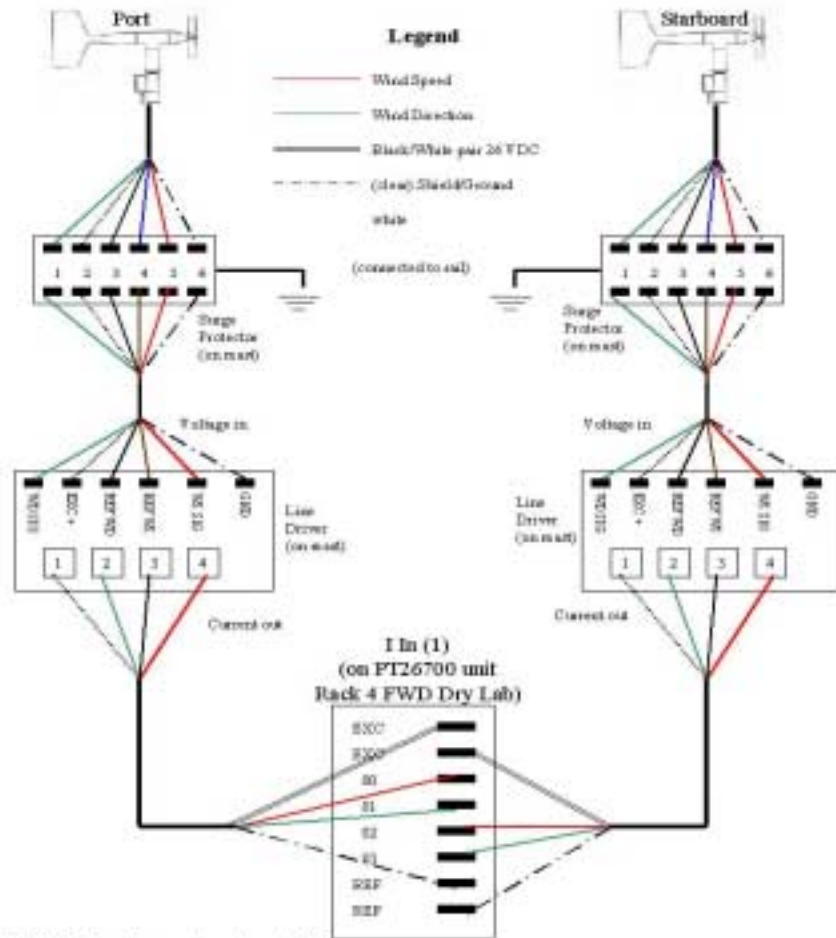 Port
Starboard
Legend
Wind Speed
Wind Direction
Black/White pair 26 VDC
(clear) Shield/Ground
white
(connected to rail)
1 2 3 4 5 6
1 2 3 4 5 6
Surge
Protector
(on mast)
Surge
Protector
(on mast)
Voltage in
Voltage in
EXC +
GND
EXC +
GND
Line
Driver
(on mast)
Line
Driver
(on mast)
1 2 3 4
1 2 3 4
Current out
Current out
I In (1)
(on PT26700 unit
Rack 4 FWD Dry Lab)
EXC
EXC
S0
S1
S2
S3
REF
REF